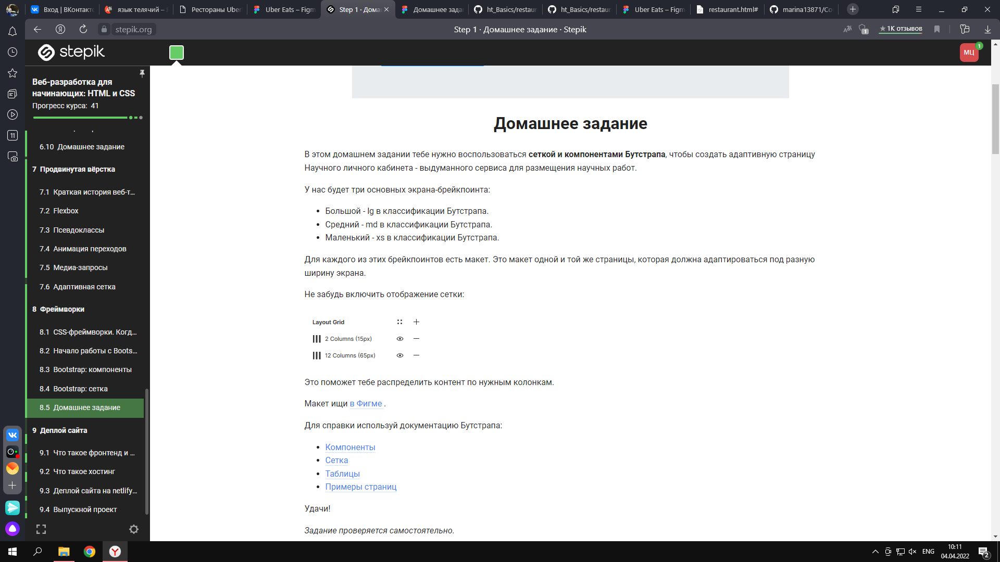 Вход | ВКонтакте
язык телячий –
Рестораны Uber
Uber Eats – Figm
Step 1 · Дома
Домашнее зада
ht_Basics/restaur
ht_Basics/restaur
Uber Eats – Figm
restaurant.html#
marina13871/Co
stepik.org
Step 1 · Домашнее задание · Stepik
1
★ 1K отзывов
11
stepik
МЦ
1
Веб-разработка для
начинающих: HTML и CSS
Прогресс курса: 41
6.10 Домашнее задание
7 Продвинутая вёрстка
7.1 Краткая история веб-т...
7.2 Flexbox
7.3 Псевдоклассы
7.4 Анимация переходов
7.5 Медиа-запросы
7.6 Адаптивная сетка
8 Фреймворки
8.1 CSS-фреймворки. Когд...
8.2 Начало работы с Boots...
8.3 Bootstrap: компоненты
8.4 Bootstrap: сетка
8.5 Домашнее задание
9 Деплой сайта
9.1 Что такое фронтенд и ...
9.2 Что такое хостинг
9.3 Деплой сайта на netlify...
9.4 Выпускной проект
Домашнее задание
В этом домашнем задании тебе нужно воспользоваться сеткой и компонентами Бутстрапа, чтобы создать адаптивную страницу
Научного личного кабинета - выдуманного сервиса для размещения научных работ.
У нас будет три основных экрана-брейкпоинта:
• Большой - lg в классификации Бутстрапа.
• Средний - md в классификации Бутстрапа.
• Маленький - xs в классификации Бутстрапа.
Для каждого из этих брейкпоинтов есть макет. Это макет одной и той же страницы, которая должна адаптироваться под разную
ширину экрана.
Не забудь включить отображение сетки:
Layout Grid
2 Columns (15px)
12 Columns (65px)
Это поможет тебе распределить контент по нужным колонкам.
Макет ищи в Фигме .
Для справки используй документацию Бутстрапа:
• Компоненты
• Сетка
• Таблицы
• Примеры страниц
Удачи!
Задание проверяется самостоятельно.
ENG
10:11
04.04.2022
2